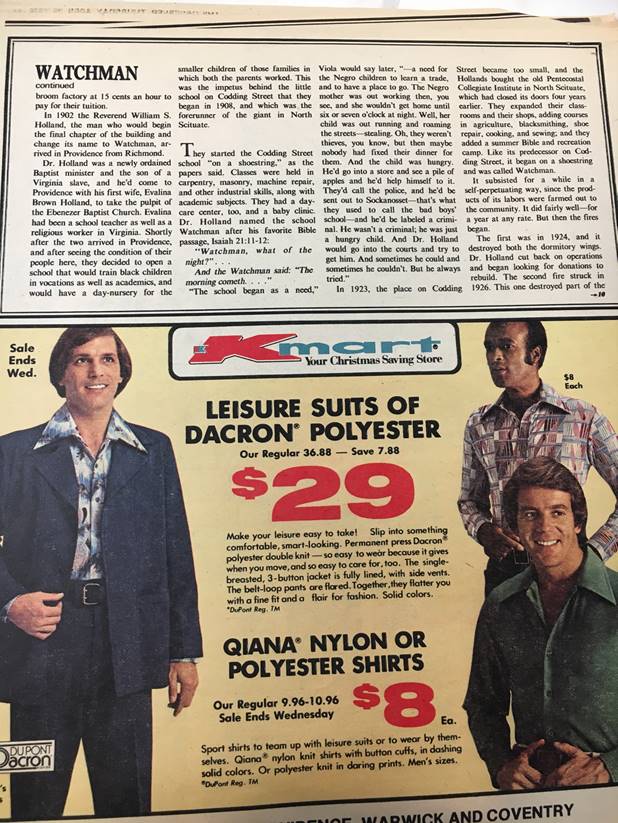 WATCHMAN
continued
broom factory at 15 cents an hour to
pay for their tuition.
In 1902 the Reverend William S.
Holland, the man who would begin
the final chapter of the building and
change its name to Watchman, ar-
rived in Providence from Richmond.
Dr. Holland was a newly ordained
Baptist minister and the son of a
Virginia slave, and he'd come to
Providence with his first wife, Evalina
Brown Holland, to take the pulpit of
the Ebenezer Baptist Church. Evalina
had been a school teacher as well as a
religious worker in Virginia. Shortly
after the two arrived in Providence,
and after seeing the condition of their
people here, they decided to open a
school that would train black children
in vocations as well as academics, and
would have a day-nursery for the
smaller children of those families in
which both the parents worked. This
was the impetus behind the little
school on Codding Street that they
began in 1908, and which was the
forerunner of the giant in North
Scituate.
They started the Codding Street
school "on a shoestring," as the
papers said. Classes were held in
carpentry, masonry, machine repair,
and other industrial skills, along with
academic subjects. They had a day-
care center, too, and a baby clinic.
Dr. Holland named the school
Watchman after his favorite Bible
passage, Isaiah 21:11-12:
"Watchman, what of the
night?" . . .
And the Watchman said: "The
morning cometh. . . ."
"The school began as a need,"
Viola would say later, "—a need for
the Negro children to learn a trade,
and to have a place to go. The Negro
mother was out working then, you
see, and she wouldn't get home until
six or seven o'clock at night. Well, her
child was out running and roaming
the streets—stealing. Oh, they weren't
thieves, you know, but then maybe
nobody had fixed their dinner for
them. And the child was hungry.
He'd go into a store and see a pile of
apples and he'd help himself to it.
They'd call the police, and he'd be
sent out to Sockanosset—that's what
they used to call the bad boys'
school—and he'd be labeled a crimi-
nal. He wasn't a criminal; he was just
a hungry child. And Dr. Holland
would go into the courts and try to
get him. And sometimes he could and
sometimes he couldn't. But he always
tried."
In 1923, the place on Codding
Street became too small, and the
Hollands bought the old Pentecostal
Collegiate Institute in North Scituate,
which had closed its doors four years
earlier. They expanded their class-
rooms and their shops, adding courses
in agriculture, blacksmithing, shoe
repair, cooking, and sewing; and they
added a summer Bible and recreation
camp. Like its predecessor on Cod-
ding Street, it began on a shoestring
and was called Watchman.
It subsisted for a while in a
self-perpetuating way, since the prod-
ucts of its labors were farmed out to
the community. It did fairly well—for
a year at any rate. But then the fires
began.
The first was in 1924, and it
destroyed both the dormitory wings.
Dr. Holland cut back on operations
and began looking for donations to
rebuild. The second fire struck in
1926. This one destroyed part of the
→10
Sale
Ends
Wed.
K Kmart®
Your Christmas Saving Store
$8
Each
LEISURE SUITS OF
DACRON® POLYESTER
Our Regular 36.88 — Save 7.88
$29
Make your leisure easy to take! Slip into something
comfortable, smart-looking. Permanent press Dacron®
polyester double knit — so easy to wear because it gives
when you move, and so easy to care for, too. The single-
breasted, 3-button jacket is fully lined, with side vents.
The belt-loop pants are flared. Together, they flatter you
with a fine fit and a flair for fashion. Solid colors.
*DuPont Reg. TM
QIANA® NYLON OR
POLYESTER SHIRTS
Our Regular 9.96-10.96
Sale Ends Wednesday
$8 Ea.
Sport shirts to team up with leisure suits or to wear by them-
selves. Qiana® nylon knit shirts with button cuffs, in dashing
solid colors. Or polyester knit in daring prints. Men's sizes.
*DuPont Reg. TM
DUPONT
Dacron
WARWICK AND COVENTRY